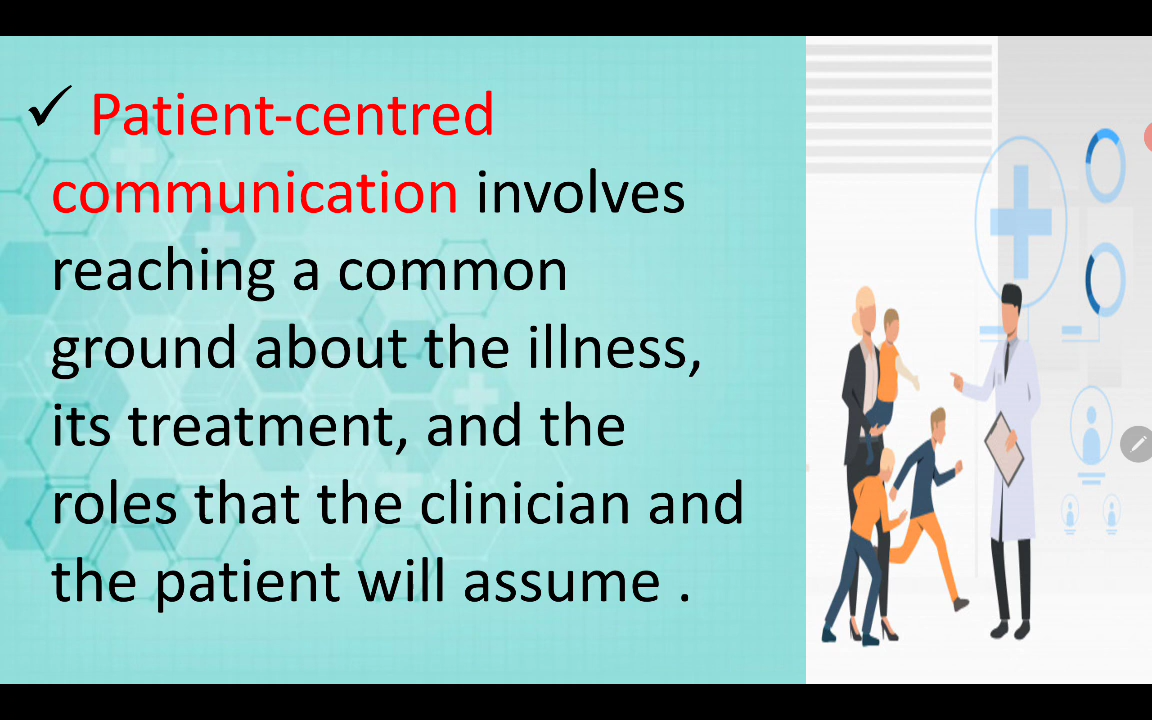 ✓ Patient-centred
communication involves
reaching a common
ground about the illness,
its treatment, and the
roles that the clinician and
the patient will assume .